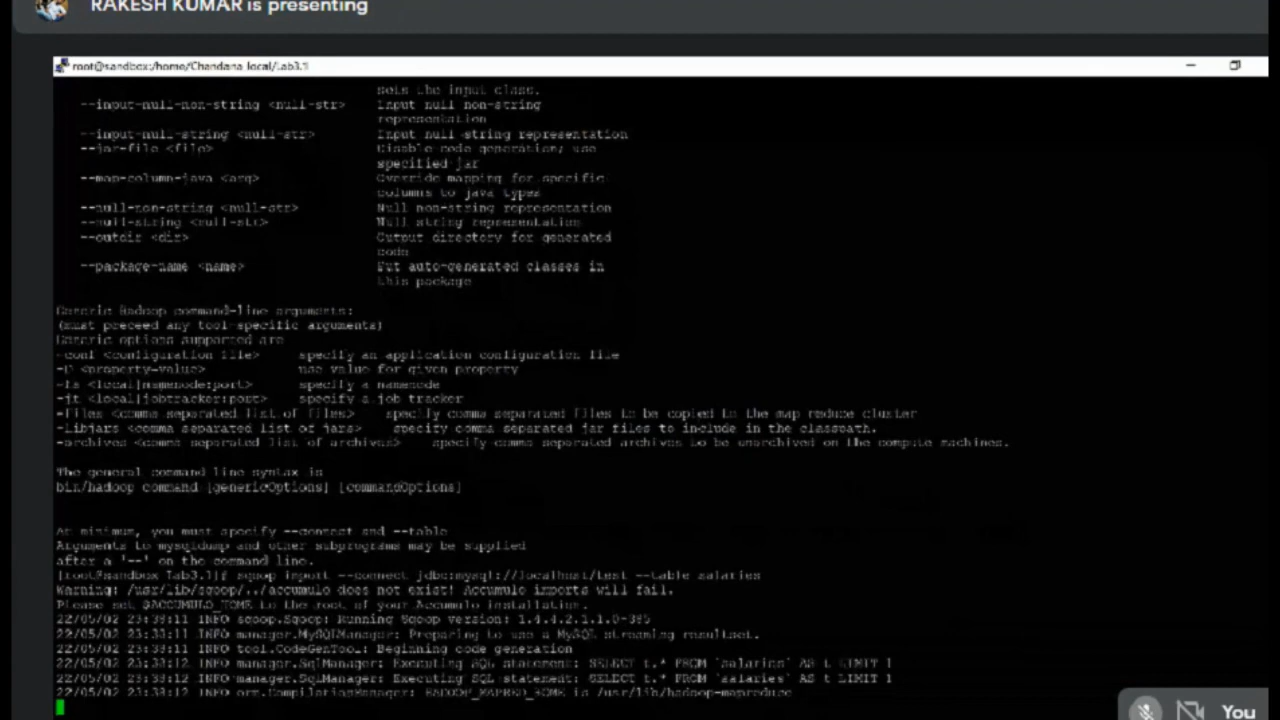 RAKESH KUMAR is presenting
root@sandbox:/home/Chandana local/Lab3.1
sets the input class.
--input-null-non-string <null-str> Input null non-string
representation
--input-null-string <null-str> Input null string representation
--jar-file <file> Disable code generation; use
specified jar
--map-column-java <arg> Override mapping for specific
columns to java types
--null-non-string <null-str> Null non-string representation
--null-string <null-str> Null string representation
--outdir <dir> Output directory for generated
code
--package-name <name> Put auto-generated classes in
this package
Generic Hadoop command-line arguments:
(must preceed any tool-specific arguments)
Generic options supported are
-conf <configuration file> specify an application configuration file
-D <property=value> use value for given property
-fs <local|namenode:port> specify a namenode
-jt <local|jobtracker:port> specify a job tracker
-files <comma separated list of files> specify comma separated files to be copied to the map reduce cluster
-libjars <comma separated list of jars> specify comma separated jar files to include in the classpath.
-archives <comma separated list of archives> specify comma separated archives to be unarchived on the compute machines.
The general command line syntax is
bin/hadoop command [genericOptions] [commandOptions]
At minimum, you must specify --connect and --table
Arguments to mysqldump and other subprograms may be supplied
after a '--' on the command line.
[root@sandbox Lab3.1]# sqoop import --connect jdbc:mysql://localhost/test --table salaries
Warning: /usr/lib/sqoop/../accumulo does not exist! Accumulo imports will fail.
Please set $ACCUMULO_HOME to the root of your Accumulo installation.
22/05/02 23:38:11 INFO sqoop.Sqoop: Running Sqoop version: 1.4.4.2.1.1.0-385
22/05/02 23:38:11 INFO manager.MySQLManager: Preparing to use a MySQL streaming resultset.
22/05/02 23:38:11 INFO tool.CodeGenTool: Beginning code generation
22/05/02 23:38:12 INFO manager.SqlManager: Executing SQL statement: SELECT t.* FROM `salaries` AS t LIMIT 1
22/05/02 23:38:12 INFO manager.SqlManager: Executing SQL statement: SELECT t.* FROM `salaries` AS t LIMIT 1
22/05/02 23:38:12 INFO orm.CompilationManager: HADOOP_MAPRED_HOME is /usr/lib/hadoop-mapreduce
You